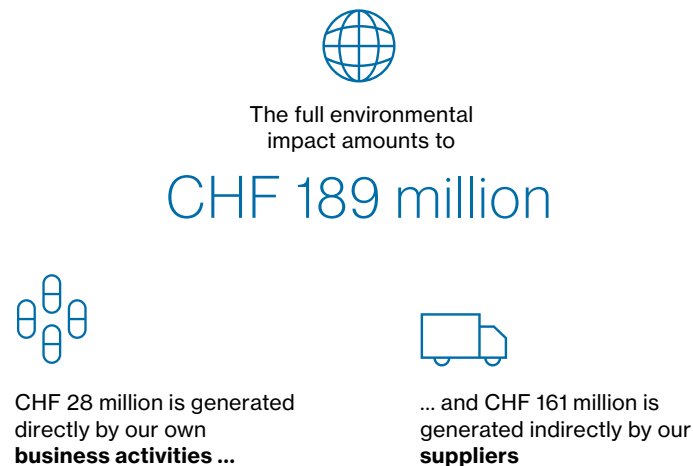 The full environmental
impact amounts to
CHF 189 million
CHF 28 million is generated
directly by our own
business activities ...
... and CHF 161 million is
generated indirectly by our
suppliers